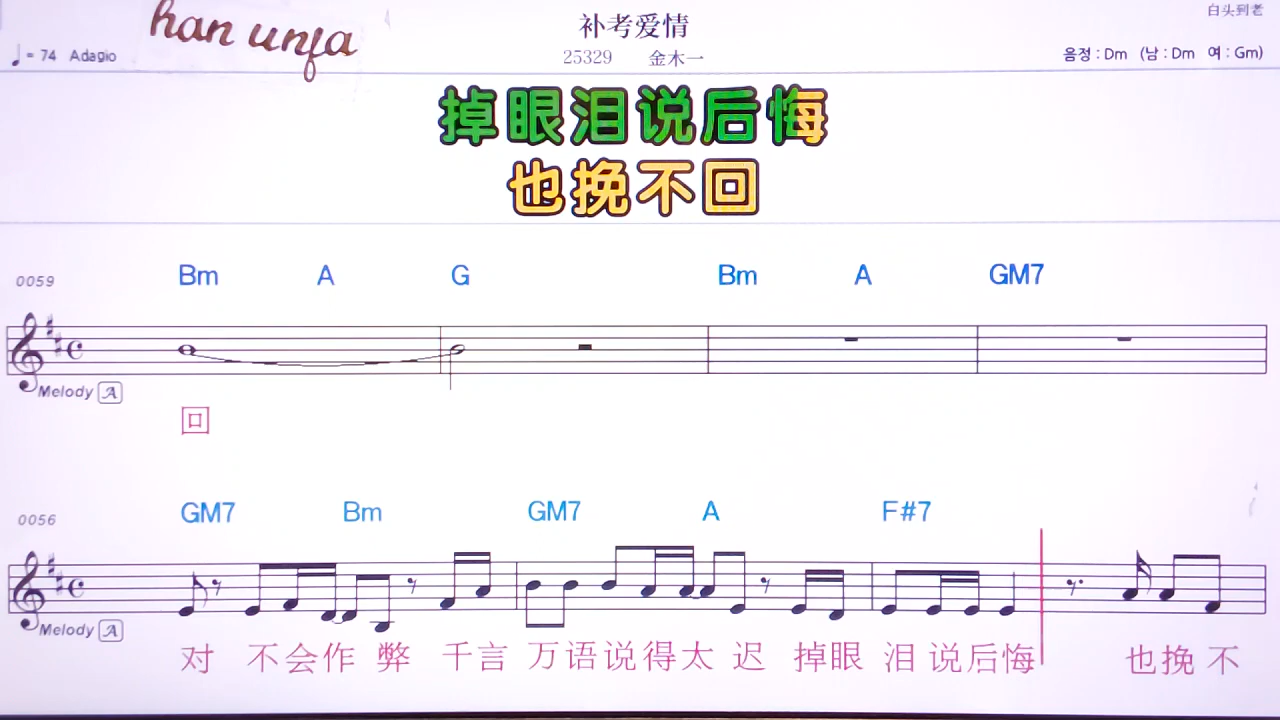 han unfa
补考爱情
白头到老
♩= 74 Adagio
25329 金木一
음정 : Dm (남 : Dm 여 : Gm)
掉眼泪说后悔
也挽不回
0059
Bm A G Bm A GM7
Melody A
回
0056
GM7 Bm GM7 A F#7
Melody A
对 不会作 弊 千言 万语说得太 迟 掉眼 泪 说后悔 也挽 不